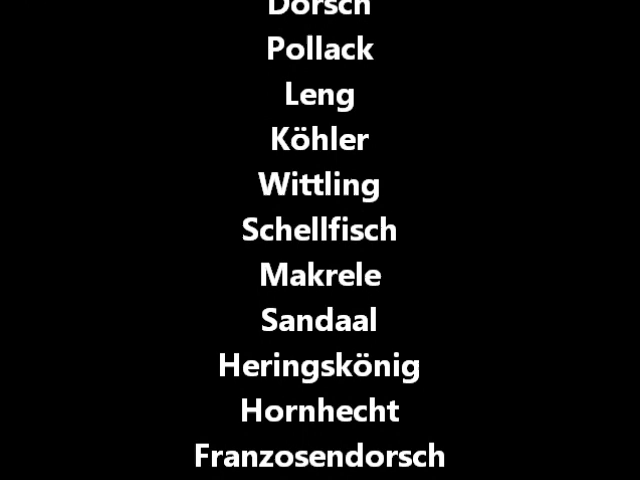 Dorsch
Pollack
Leng
Köhler
Wittling
Schellfisch
Makrele
Sandaal
Heringskönig
Hornhecht
Franzosendorsch